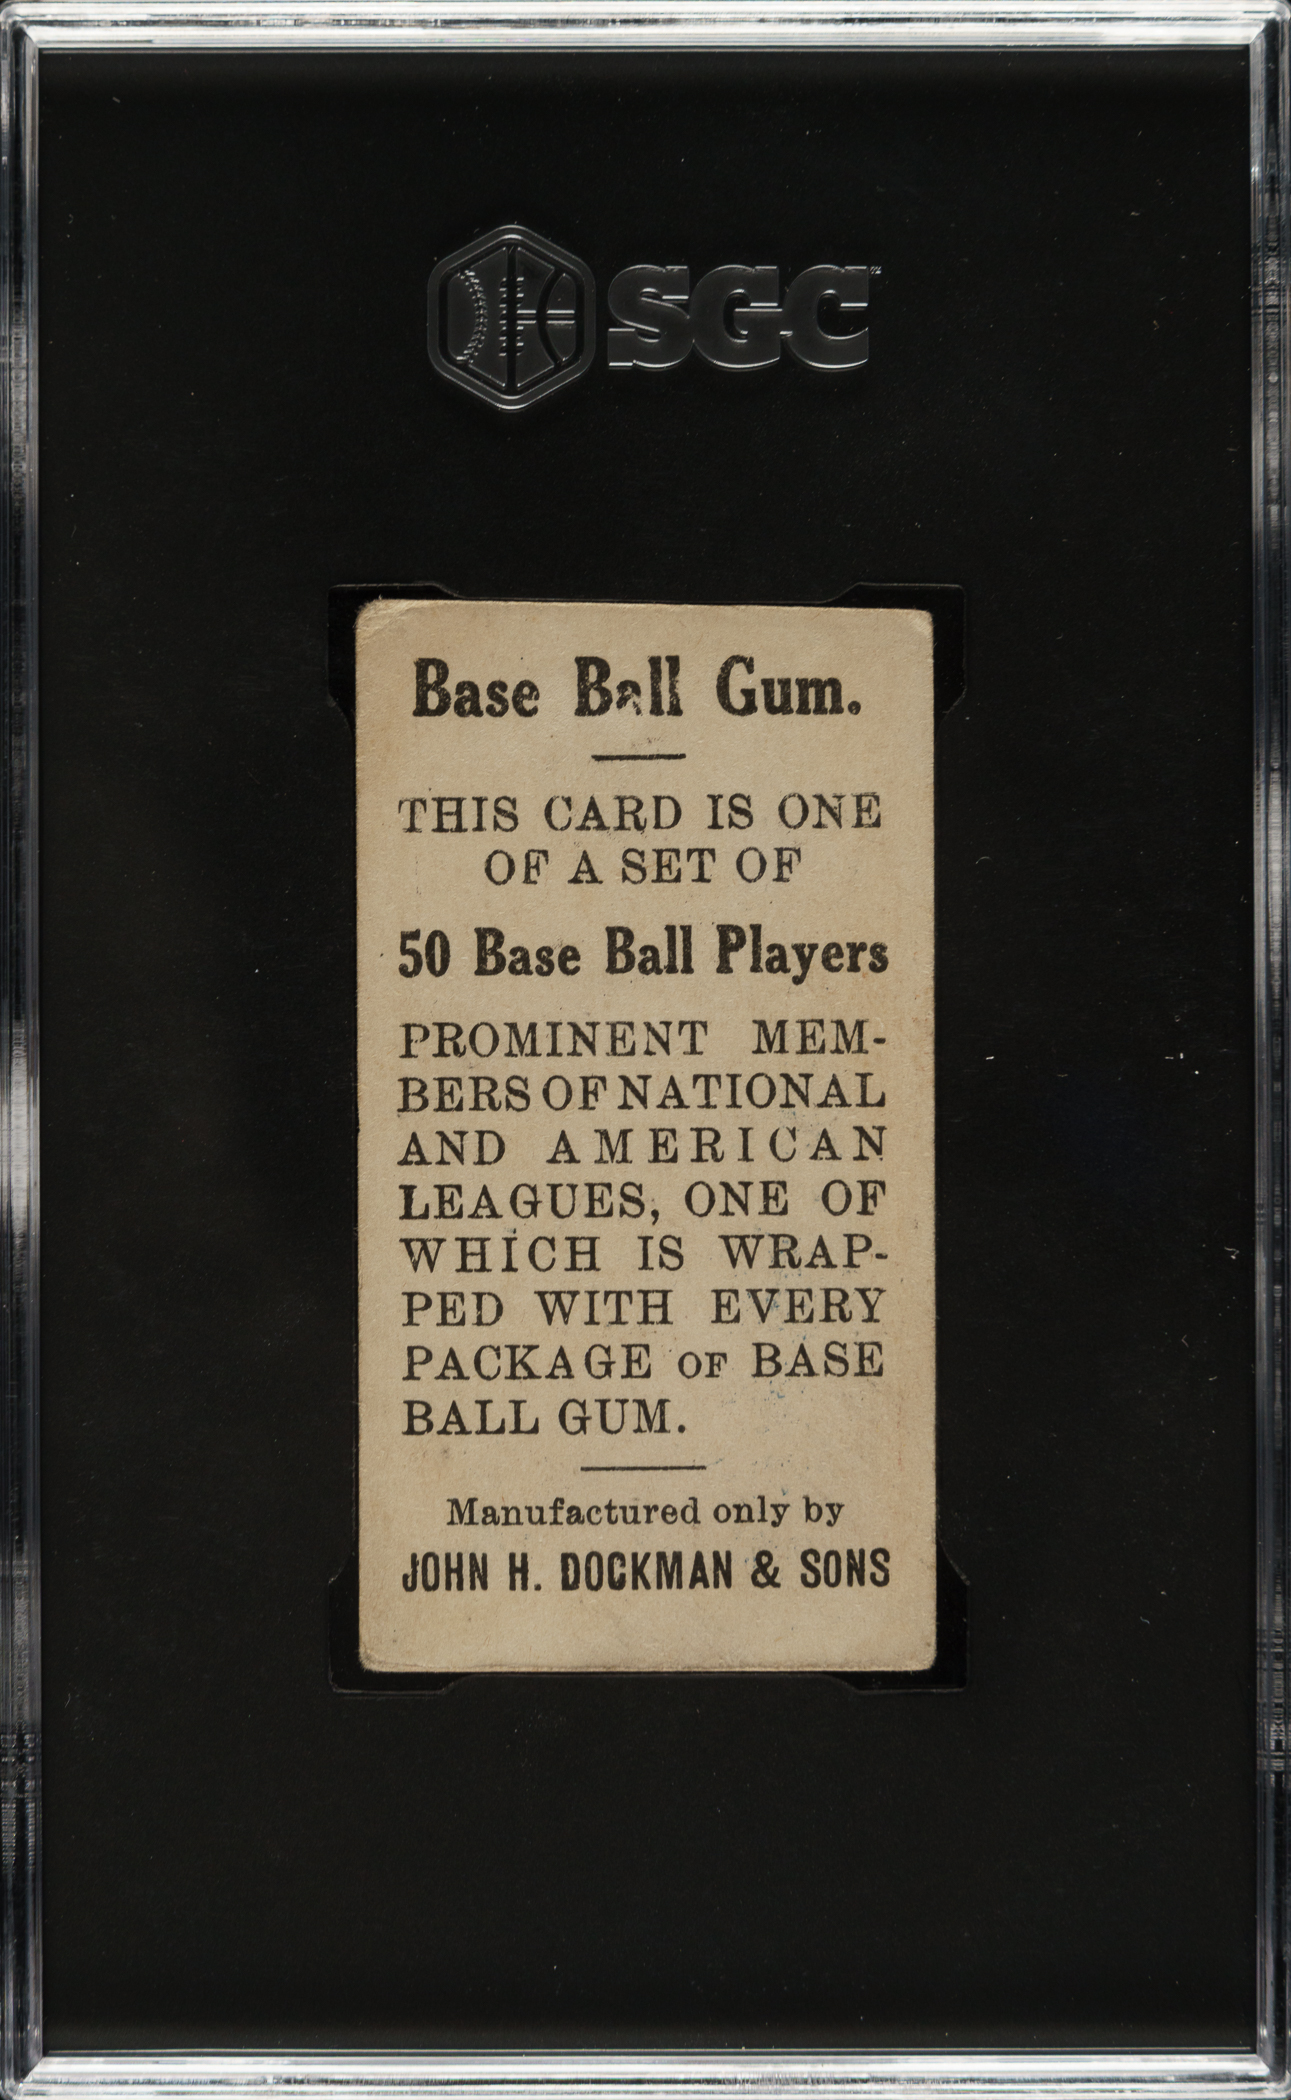 SGC
Base Ball Gum.
THIS CARD IS ONE
OF A SET OF
50 Base Ball Players
PROMINENT MEM-
BERS OF NATIONAL
AND AMERICAN
LEAGUES, ONE OF
WHICH IS WRAP-
PED WITH EVERY
PACKAGE OF BASE
BALL GUM.
Manufactured only by
JOHN H. DOCKMAN & SONS